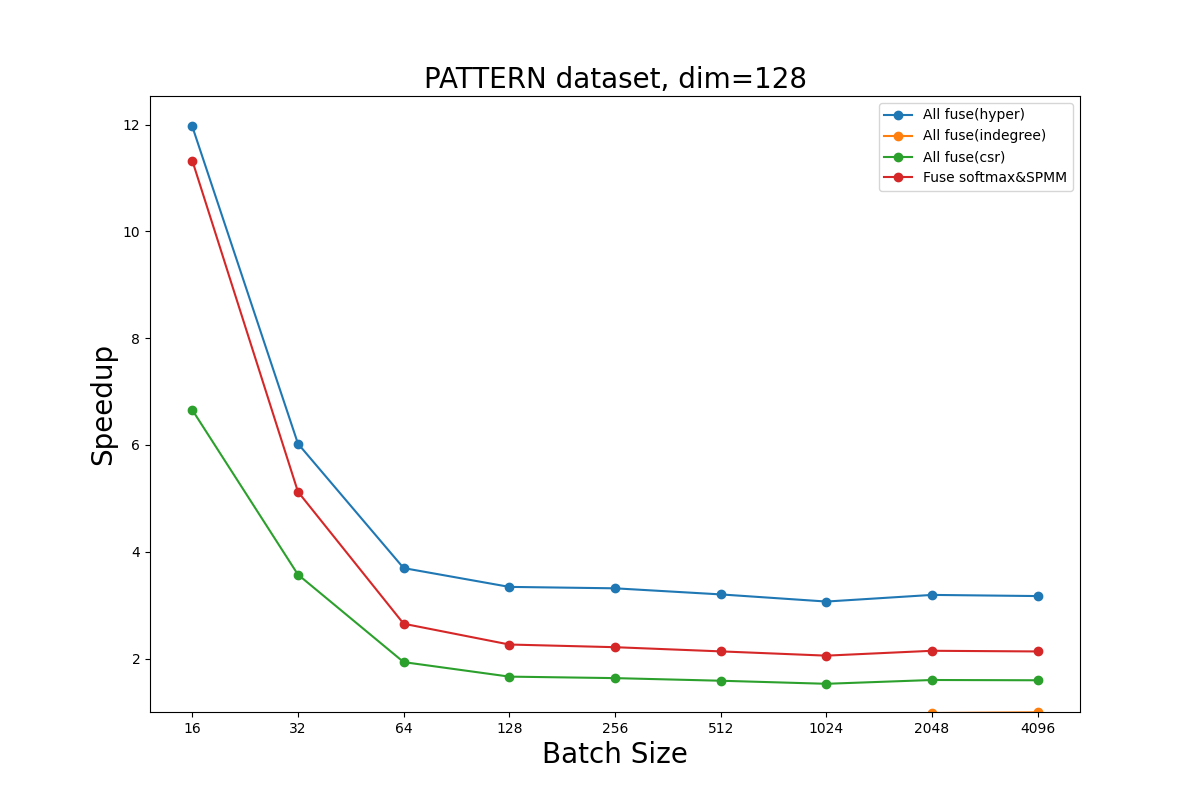 PATTERN dataset, dim=128
All fuse(hyper)
All fuse(indegree)
All fuse(csr)
Fuse softmax&SPMM
Speedup
12
10
8
6
4
2
16 32 64 128 256 512 1024 2048 4096
Batch Size